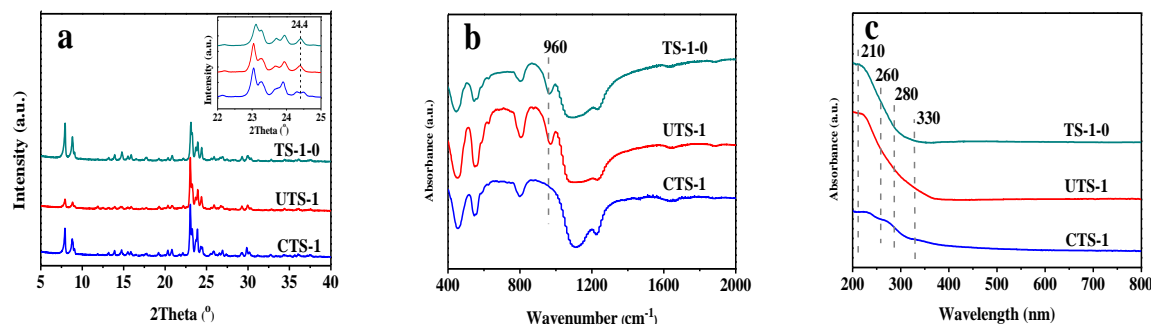 a
Intensity (a.u.)
TS-1-0
UTS-1
CTS-1
5 10 15 20 25 30 35 40
2Theta (°)
24.4
Intensity (a.u.)
22 23 24 25
2Theta (°)
b
960
Absorbance (a.u.)
TS-1-0
UTS-1
CTS-1
400 800 1200 1600 2000
Wavenumber (cm⁻¹)
c
210
260
280
330
Absorbance (a.u.)
TS-1-0
UTS-1
CTS-1
200 300 400 500 600 700 800
Wavelength (nm)